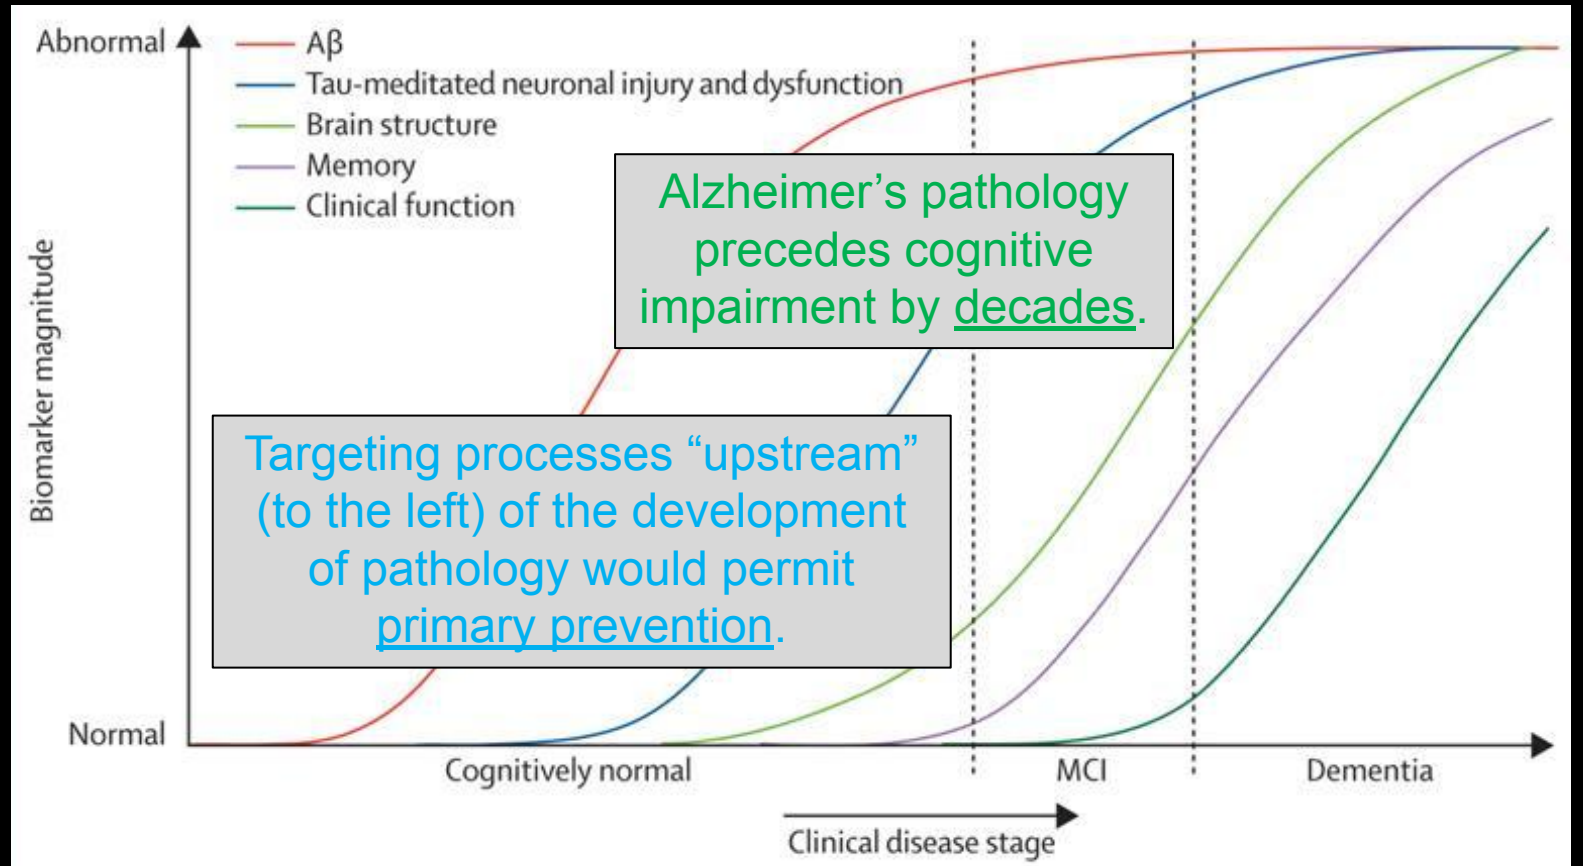 Abnormal
Aβ
Tau-meditated neuronal injury and dysfunction
Brain structure
Memory
Clinical function
Alzheimer’s pathology
precedes cognitive
impairment by decades.
Biomarker magnitude
Targeting processes “upstream”
(to the left) of the development
of pathology would permit
primary prevention.
Normal
Cognitively normal
MCI
Dementia
Clinical disease stage